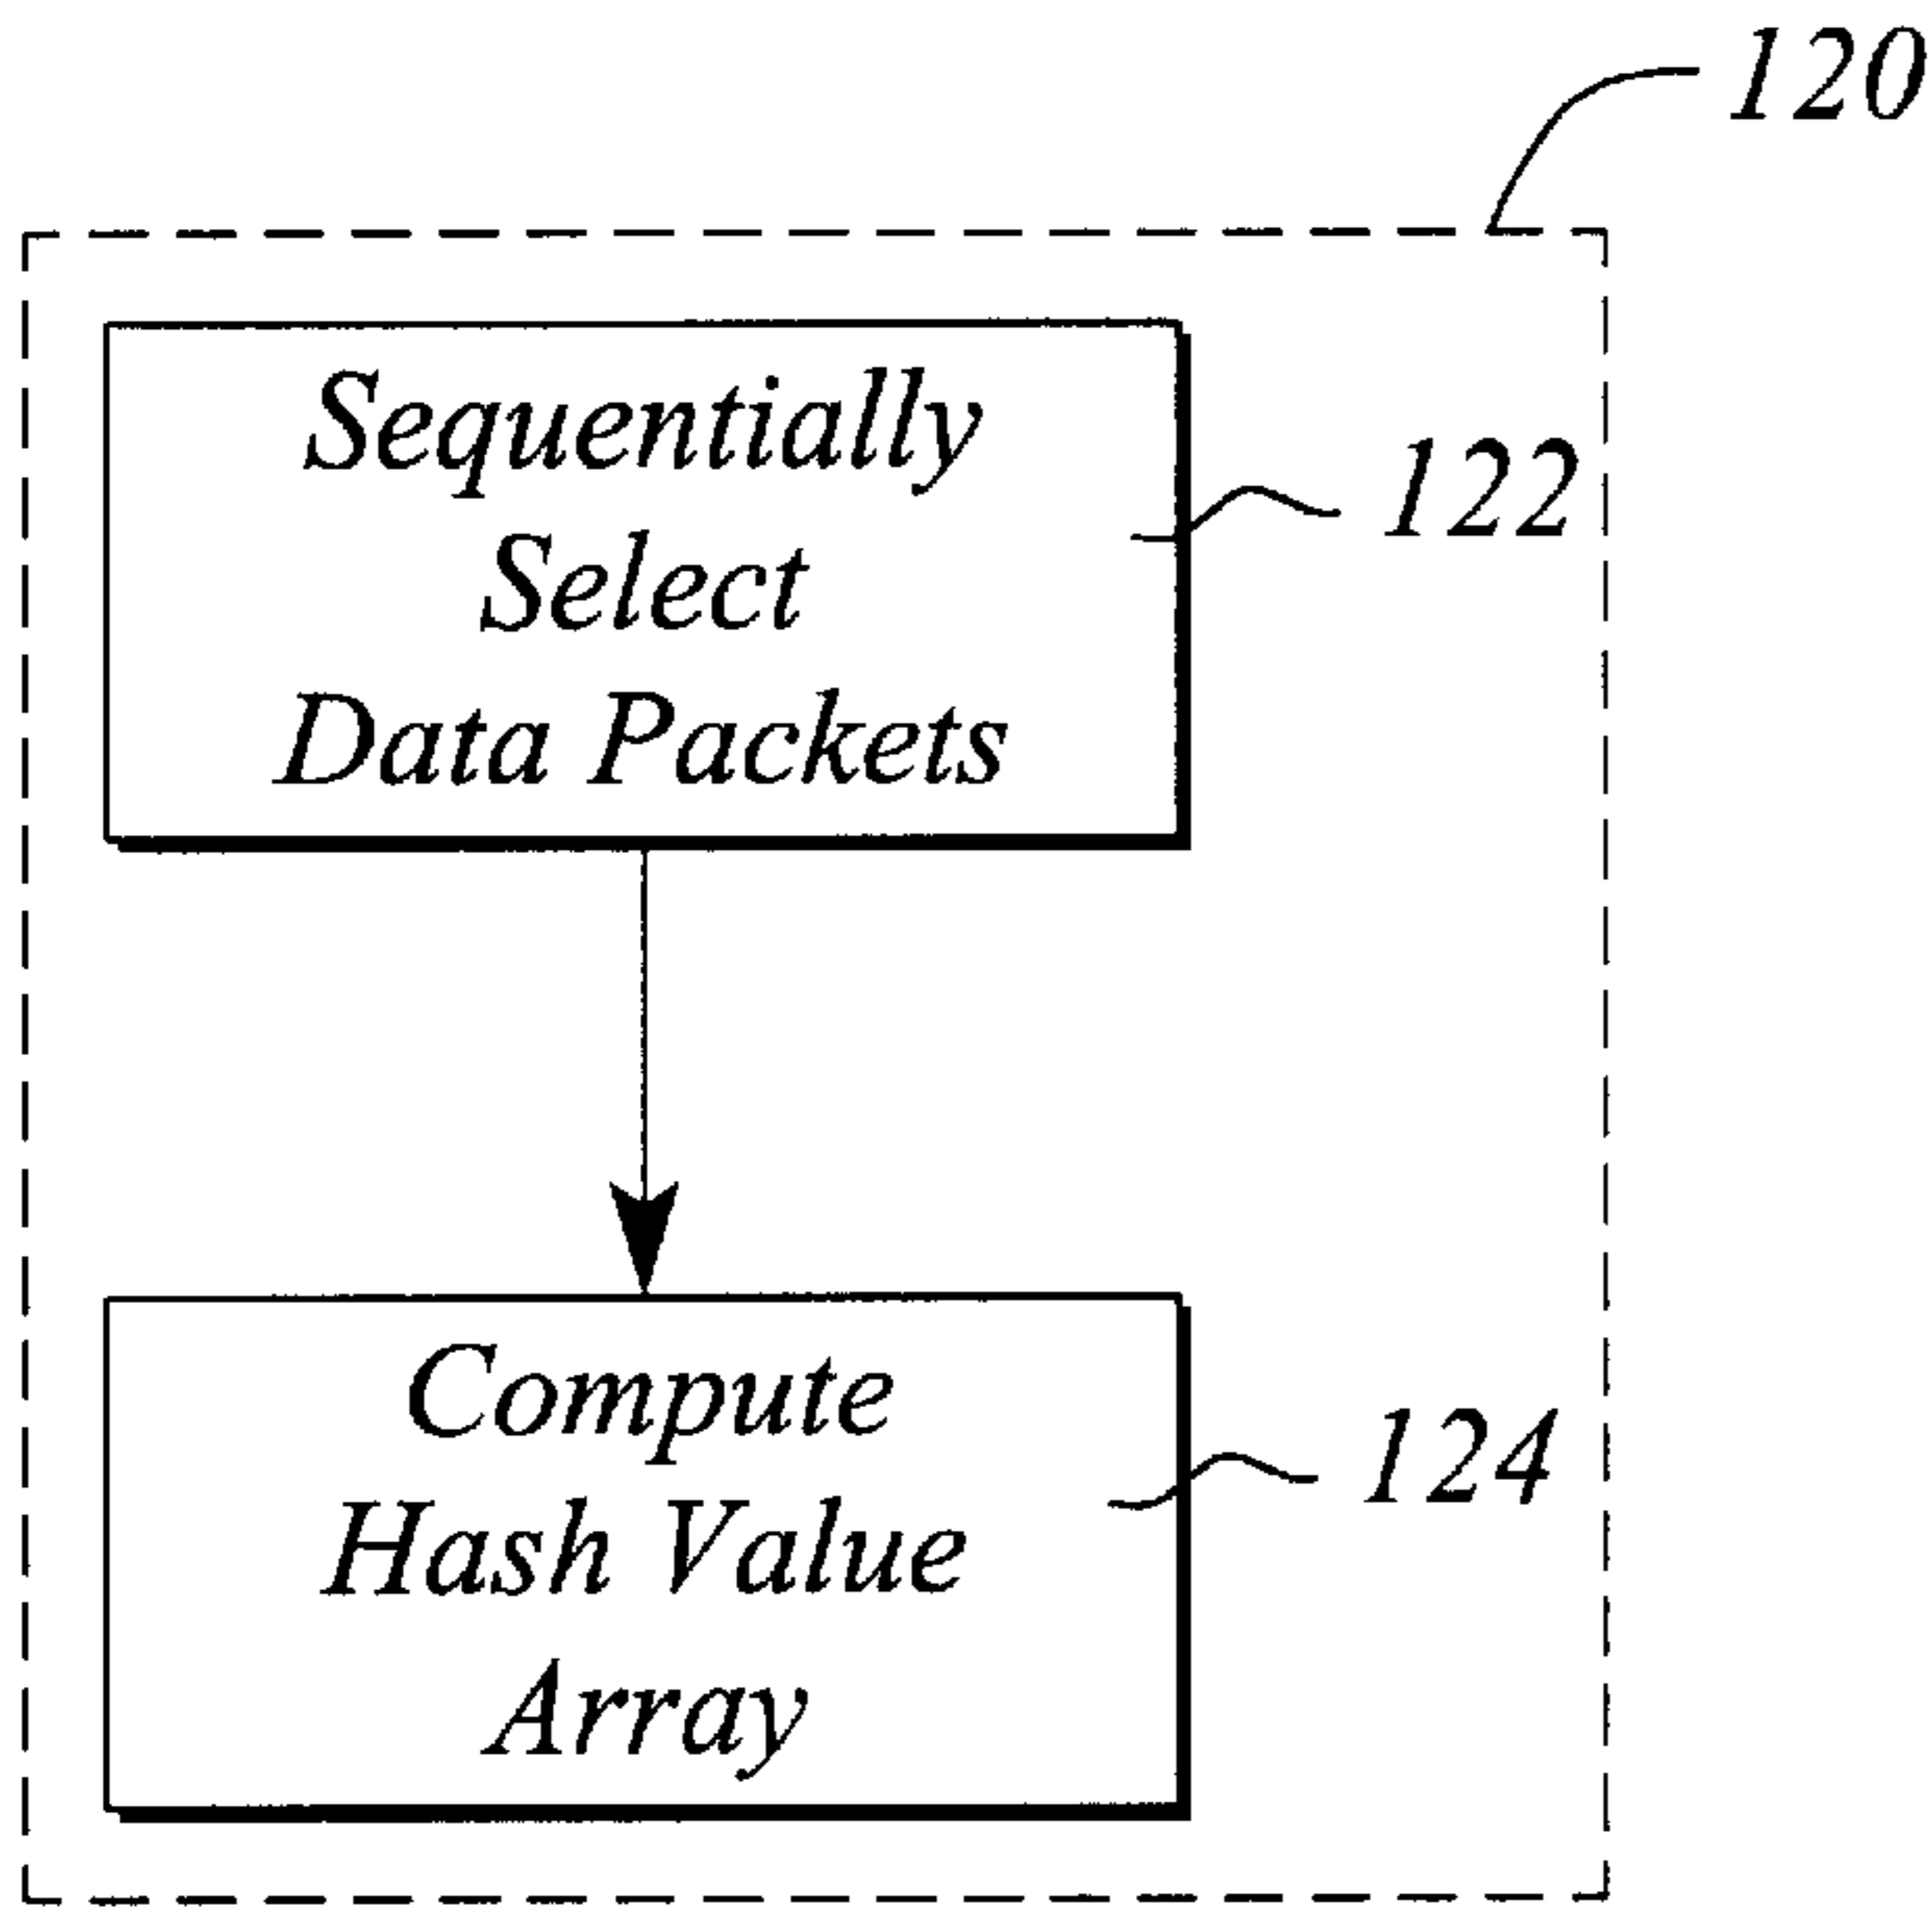 120
Sequentially
Select
Data Packets
122
Compute
Hash Value
Array
124